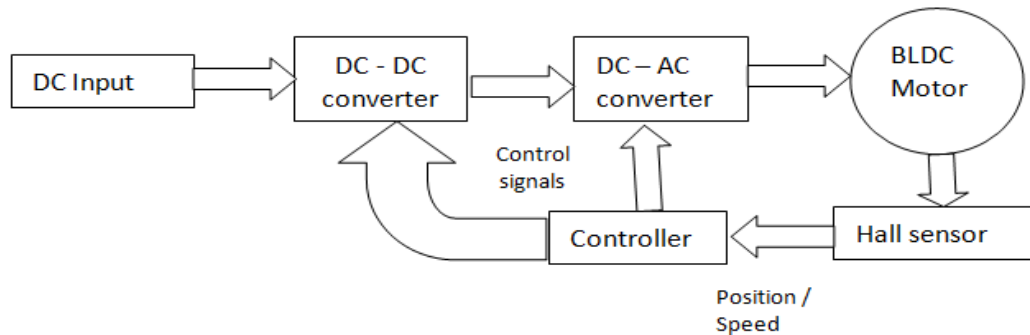 DC Input
DC - DC
converter
DC – AC
converter
BLDC
Motor
Control
signals
Controller
Hall sensor
Position /
Speed